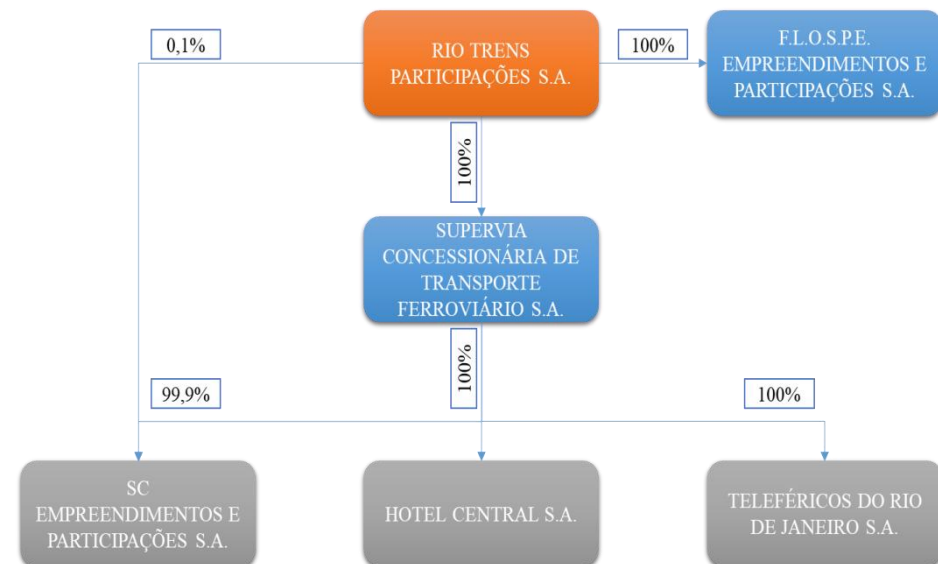 0,1%
RIO TRENS
PARTICIPAÇÕES S.A.
100%
F.L.O.S.P.E.
EMPREENDIMENTOS E
PARTICIPAÇÕES S.A.
100%
SUPERVIA
CONCESSIONÁRIA DE
TRANSPORTE
FERROVIÁRIO S.A.
99,9%
100%
100%
SC
EMPREENDIMENTOS E
PARTICIPAÇÕES S.A.
HOTEL CENTRAL S.A.
TELEFÉRICOS DO RIO
DE JANEIRO S.A.